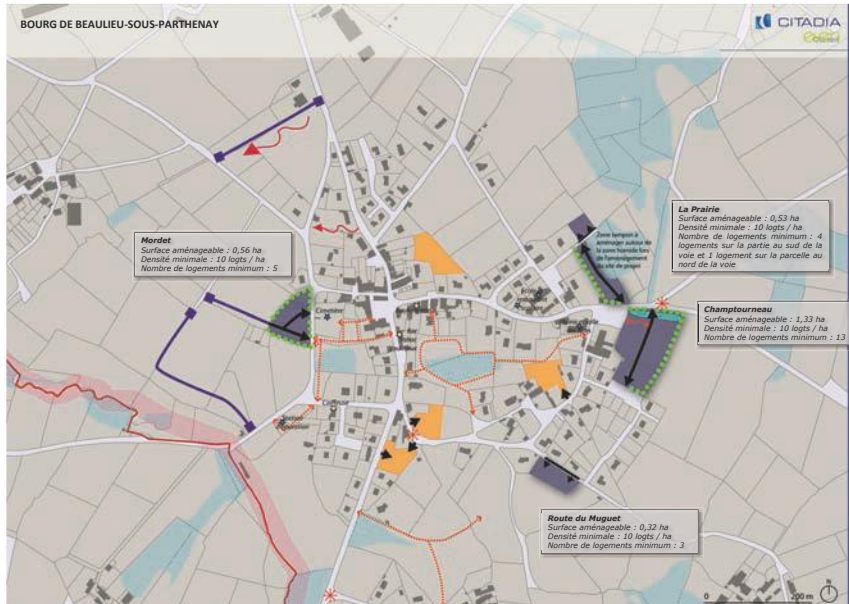 BOURG DE BEAULIEU-SOUS-PARTHENAY
CITADIA
Mordet
Surface aménageable : 0,56 ha
Densité minimale : 10 logts / ha
Nombre de logements minimum : 5
La Prairie
Surface aménageable : 0,53 ha
Densité minimale : 10 logts / ha
Nombre de logements minimum : 4
logements sur la partie au sud de la
voie et 1 logement sur la parcelle au
nord de la voie
Zone tampon à
aménager autour de
la zone humide lors
de l'aménagement
du site de projet
Champtourneau
Surface aménageable : 1,33 ha
Densité minimale : 10 logts / ha
Nombre de logements minimum : 13
Cimetière
Route du Muguet
Surface aménageable : 0,32 ha
Densité minimale : 10 logts / ha
Nombre de logements minimum : 3
0
200 m
N